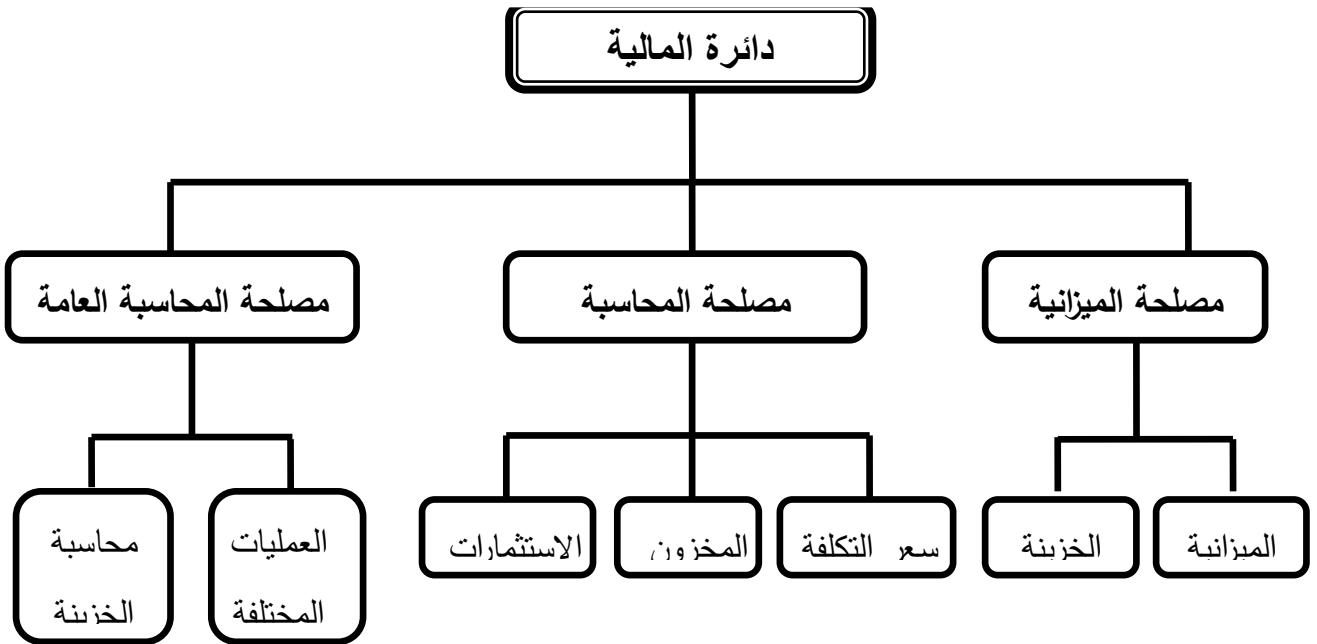 دائرة المالية
مصلحة الميزانية
مصلحة المحاسبة
مصلحة المحاسبة العامة
الميزانية
الخزينة
سعر التكلفة
المخزون
الاستثمارات
العمليات
المختلفة
محاسبة
الخزينة